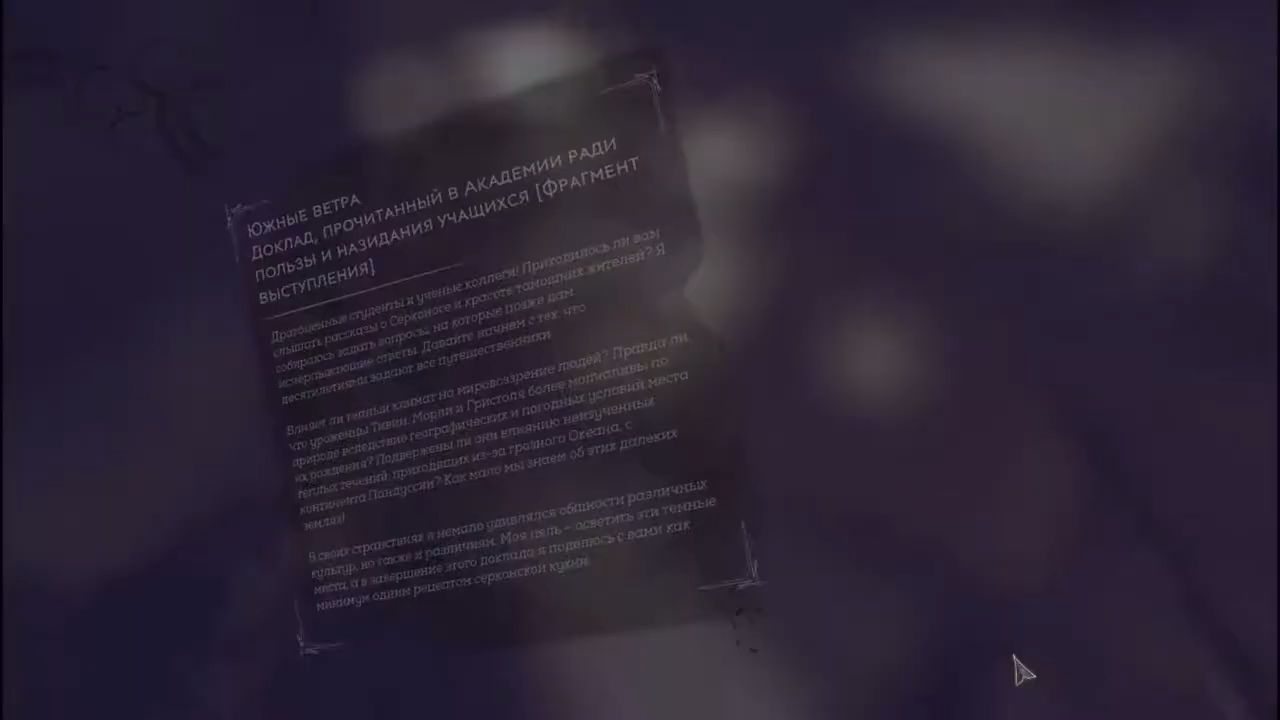 ЮЖНЫЕ ВЕТРА
ДОКЛАД, ПРОЧИТАННЫЙ В АКАДЕМИИ РАДИ
ПОЛЬЗЫ И НАЗИДАНИЯ УЧАЩИХСЯ [ФРАГМЕНТ
ВЫСТУПЛЕНИЯ]
Драгоценные студенты и ученые коллеги! Приходилось ли вам
слышать рассказы о Серконосе и красоте тамошних жителей? Я
собираюсь задать вопросы, на которые позже дам
исчерпывающие ответы. Давайте начнем с тех, что
десятилетиями задают все путешественники.
Влияет ли теплый климат на мировоззрение людей? Правда ли,
что уроженцы Тивии, Морли и Гристоля более молчаливы по
природе вследствие географических и погодных условий места
их рождения? Подвержены ли они влиянию неизученных
теплых течений, приходящих из-за грозного Океана, с
континента Пандуссии? Как мало мы знаем об этих далеких
землях!
В своих странствиях я немало удивлялся общности различных
культур, но также и различиям. Моя цель – осветить эти темные
места, а в завершение этого доклада я поделюсь с вами как
минимум одним рецептом серконской кухни.